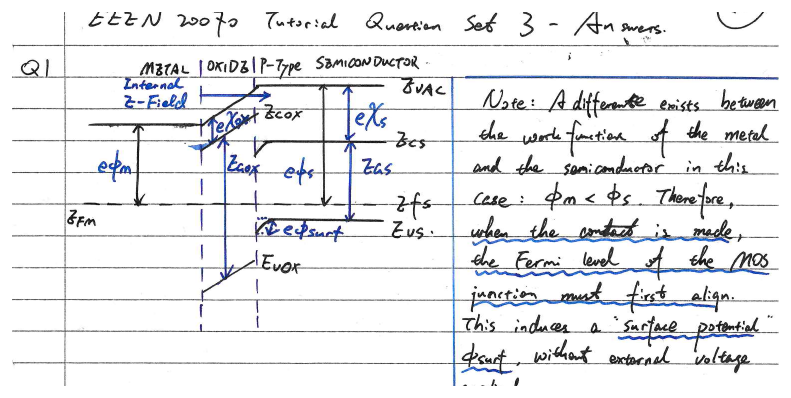 EEEN 20070 Tutorial Question Set 3 - Answers.
Q1
METAL OXIDE P-Type SEMICONDUCTOR.
Internal
E-Field
EVAC
Ecox
eχox
eχs
Ecs
eϕm
EGox
eϕs
EGS
EFm
Efs
eϕsurf
EVS.
EVOX
Note: A difference exists between
the work function of the metal
and the semiconductor in this
case: ϕm < ϕs. Therefore,
when the contact is made,
the Fermi level of the MOS
junction must first align.
This induces a "surface potential"
ϕsurf, without external voltage